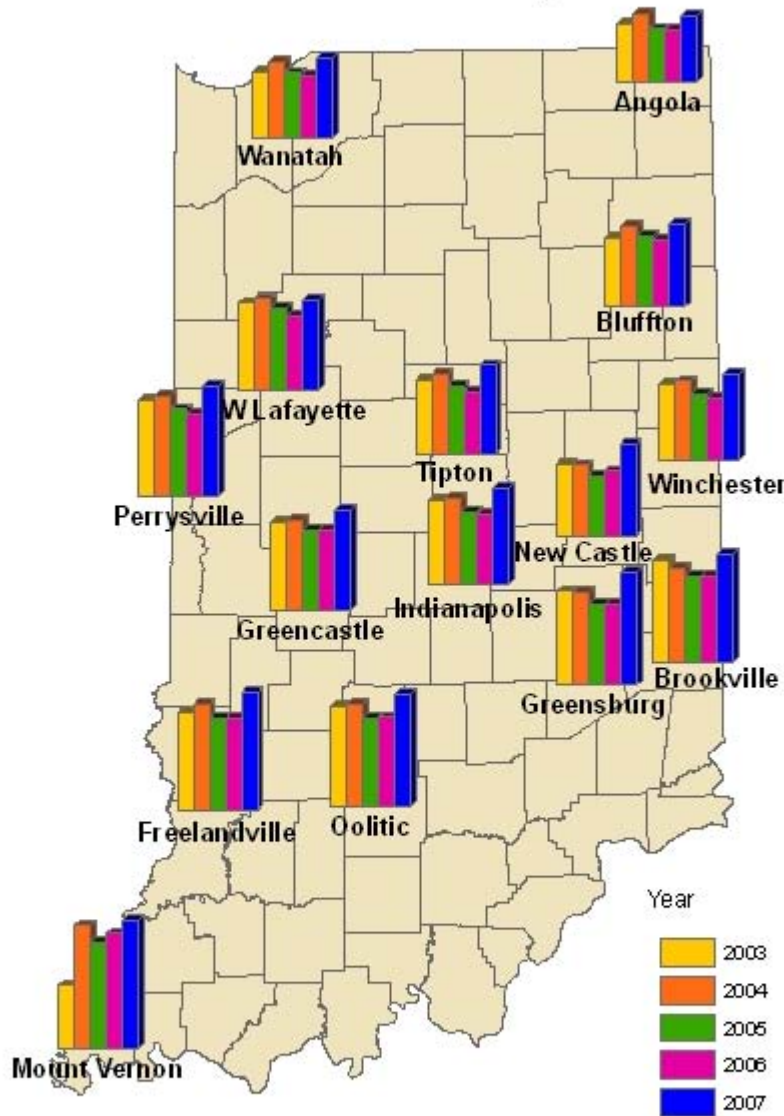 Angola
Wanatah
Bluffton
W Lafayette
Tipton
Winchester
Perrysville
New Castle
Indianapolis
Greencastle
Brookville
Greensburg
Freelandville
Oolitic
Mount Vernon
Year
2003
2004
2005
2006
2007